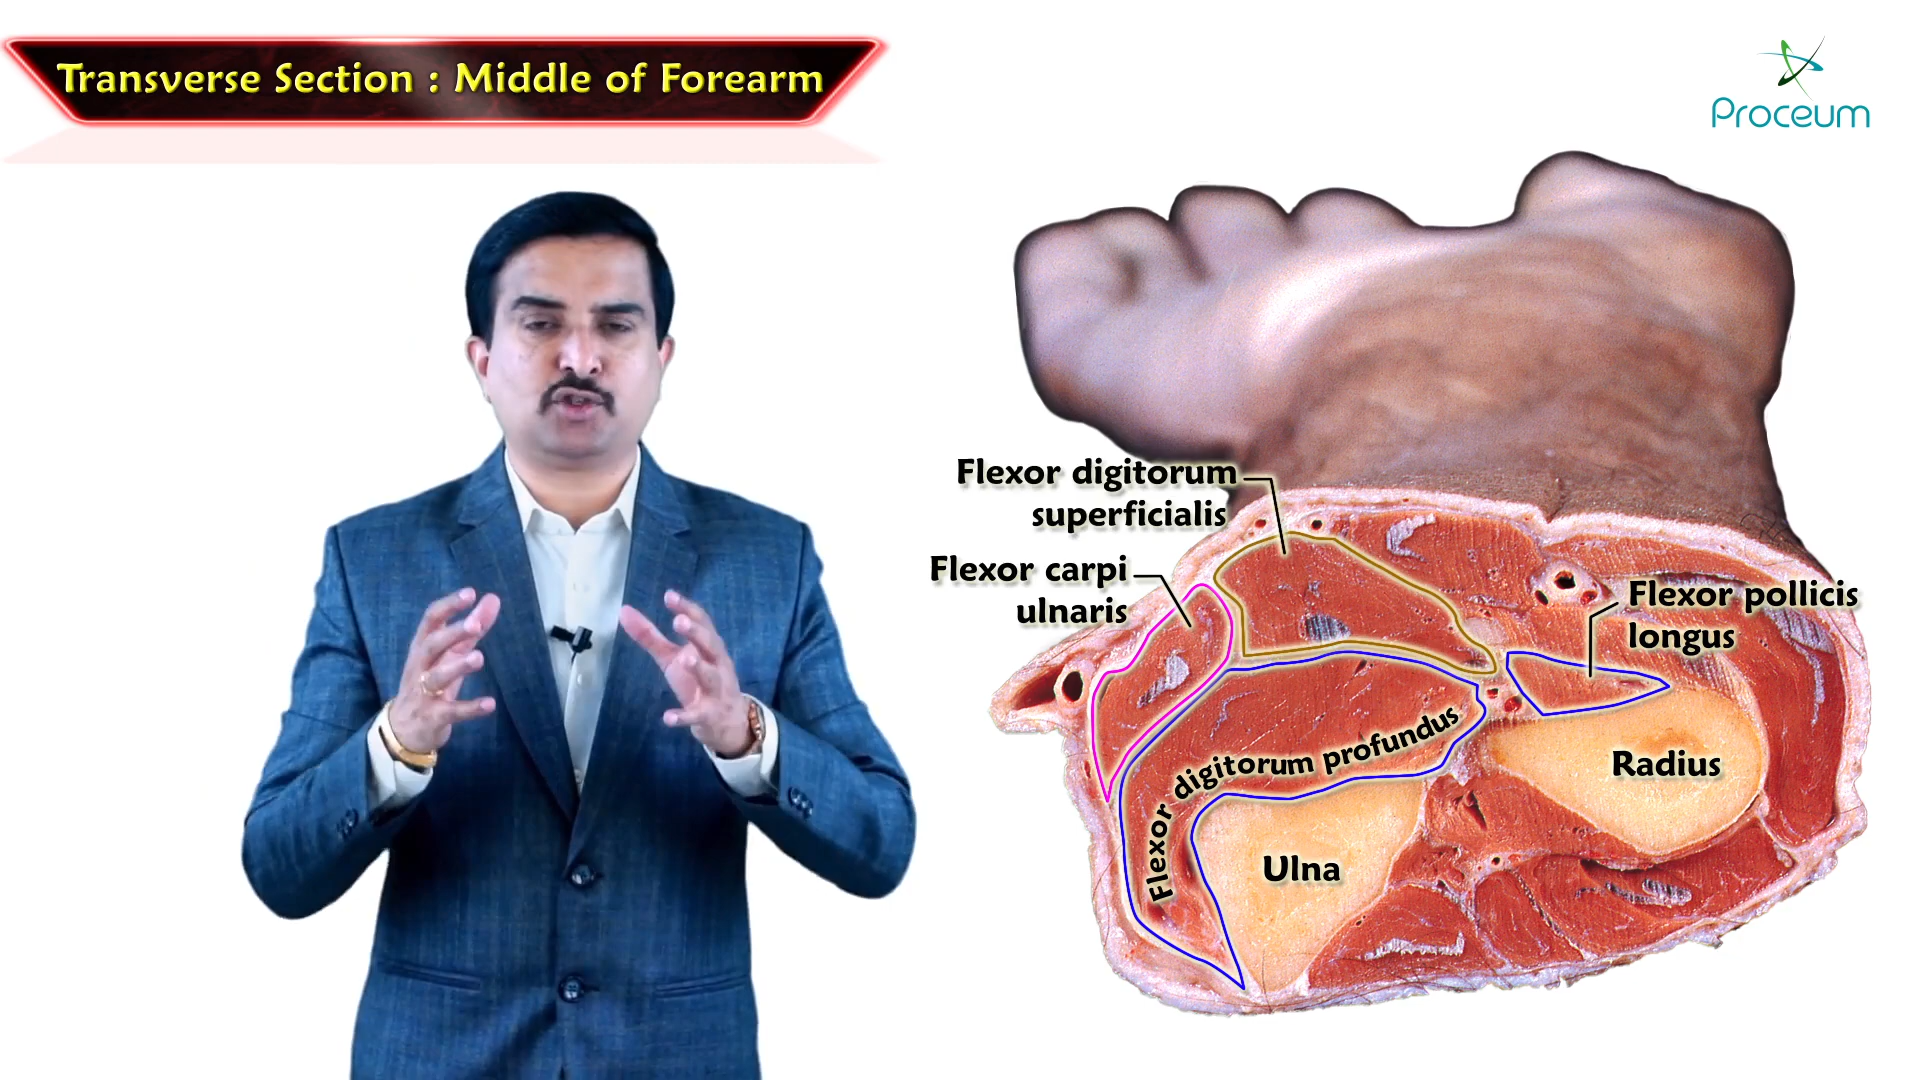 Transverse Section : Middle of Forearm
Proceum
Flexor digitorum
superficialis
Flexor carpi
ulnaris
Flexor pollicis
longus
Flexor digitorum profundus
Radius
Ulna